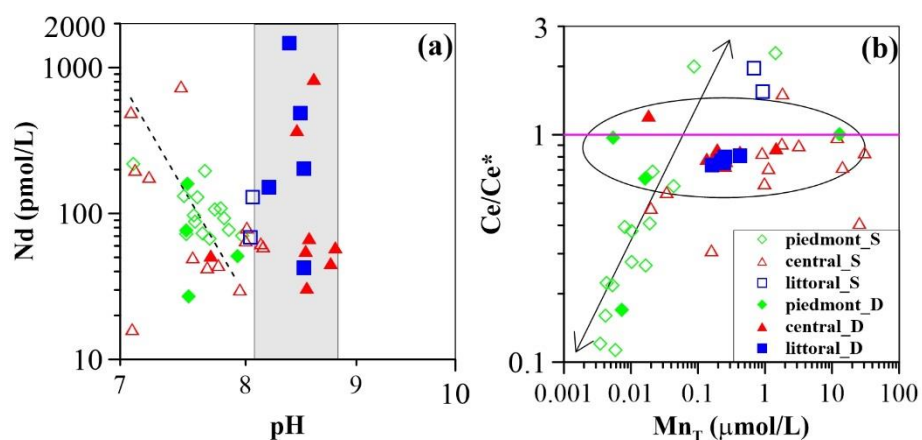 (a)
Nd (pmol/L)
2000
1000
100
10
7 8 9 10
pH
(b)
Ce/Ce*
3
1
0.1
piedmont_S
central_S
littoral_S
piedmont_D
central_D
littoral_D
0.001 0.01 0.1 1 10 100
Mn_T (μmol/L)